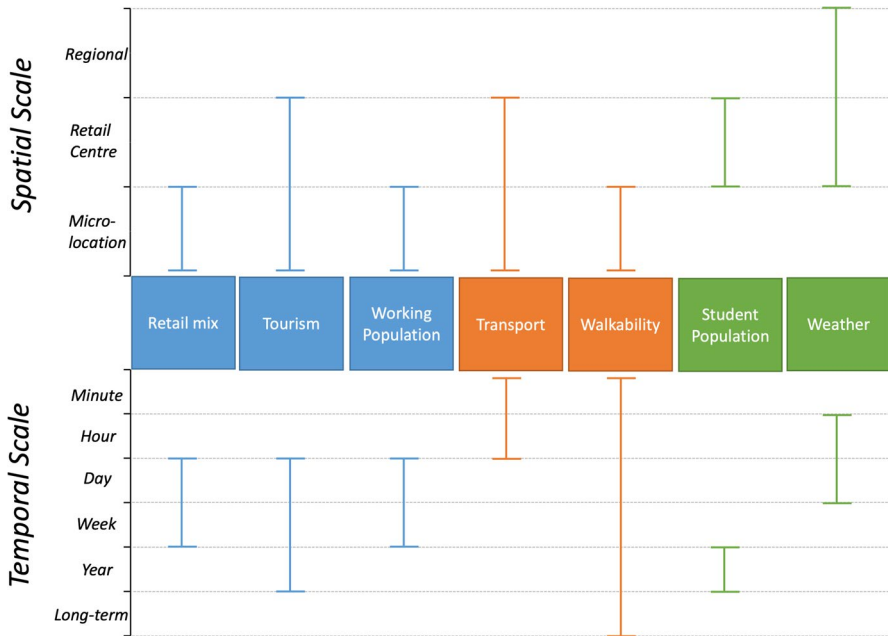 Spatial Scale
Regional
Retail
Centre
Micro-
location
Retail mix
Tourism
Working
Population
Transport
Walkability
Student
Population
Weather
Temporal Scale
Minute
Hour
Day
Week
Year
Long-term